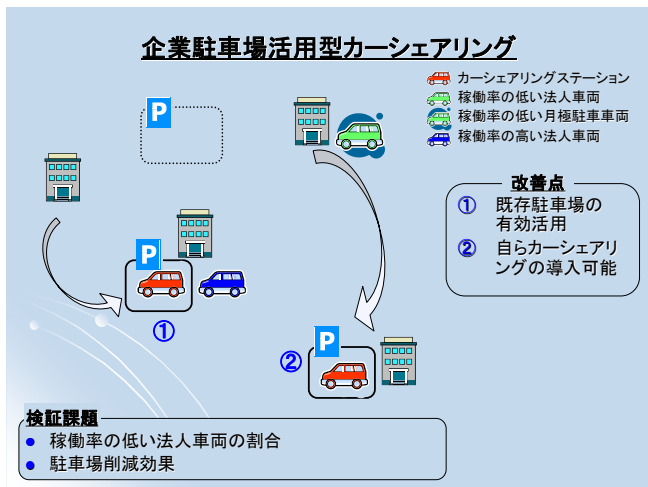 企業駐車場活用型カーシェアリング
カーシェアリングステーション
稼働率の低い法人車両
稼働率の低い月極駐車車両
稼働率の高い法人車両
P
改善点
① 既存駐車場の
有効活用
② 自らカーシェアリ
ングの導入可能
P
①
P
②
検証課題
● 稼働率の低い法人車両の割合
● 駐車場削減効果